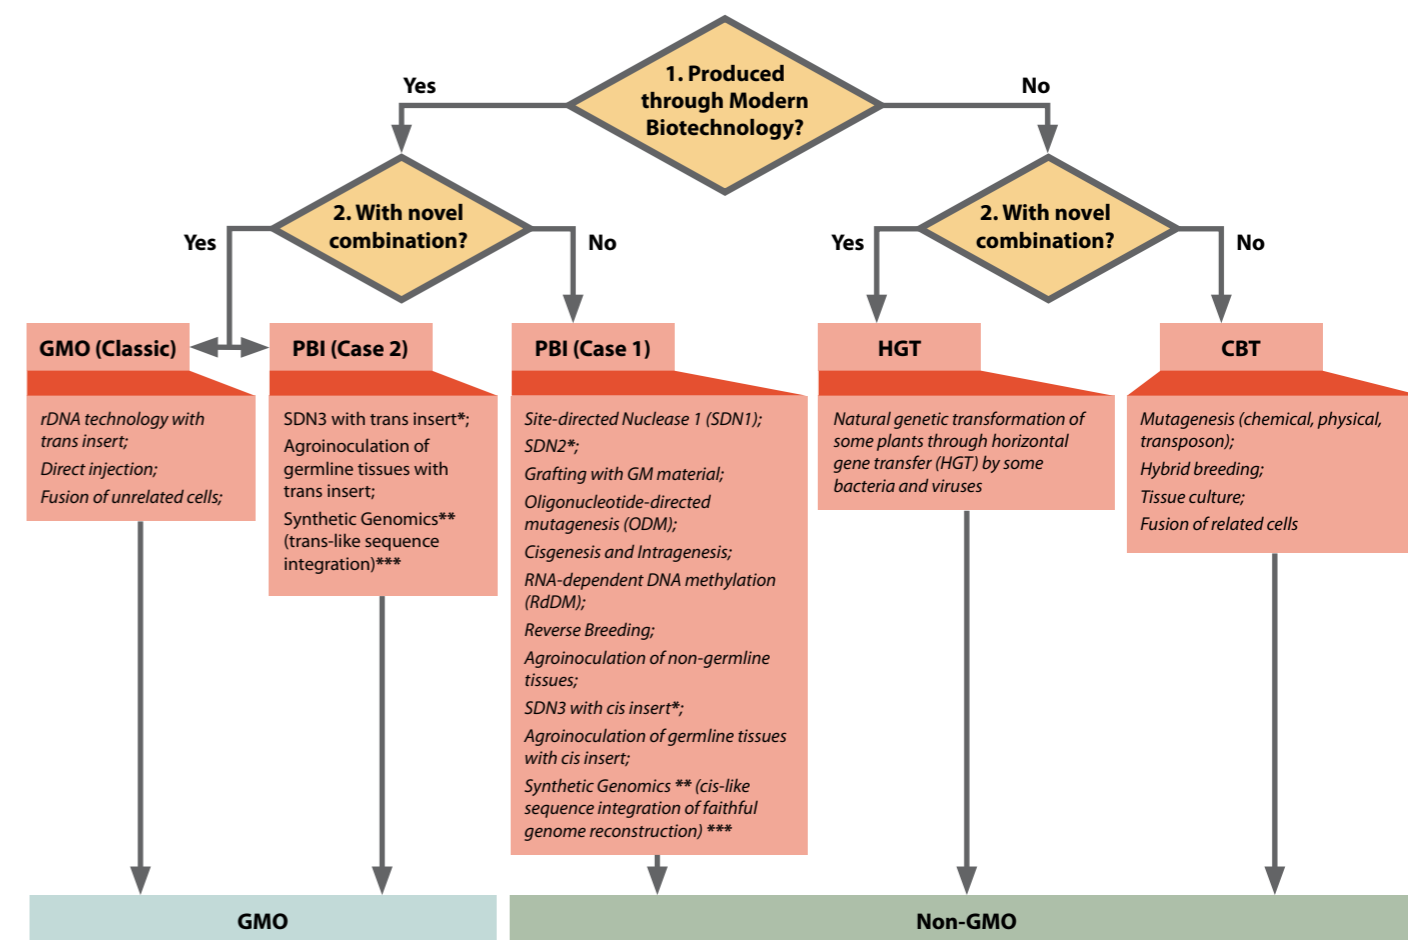 1. Produced
through Modern
Biotechnology?
Yes
No
2. With novel
combination?
Yes
No
2. With novel
combination?
Yes
No
GMO (Classic)
rDNA technology with
trans insert;
Direct injection;
Fusion of unrelated cells;
PBI (Case 2)
SDN3 with trans insert*;
Agroinoculation of
germline tissues with
trans insert;
Synthetic Genomics**
(trans-like sequence
integration)***
PBI (Case 1)
Site-directed Nuclease 1 (SDN1);
SDN2*;
Grafting with GM material;
Oligonucleotide-directed
mutagenesis (ODM);
Cisgenesis and Intragenesis;
RNA-dependent DNA methylation
(RdDM);
Reverse Breeding;
Agroinoculation of non-germline
tissues;
SDN3 with cis insert*;
Agroinoculation of germline tissues
with cis insert;
Synthetic Genomics ** (cis-like
sequence integration of faithful
genome reconstruction) ***
HGT
Natural genetic transformation of
some plants through horizontal
gene transfer (HGT) by some
bacteria and viruses
CBT
Mutagenesis (chemical, physical,
transposon);
Hybrid breeding;
Tissue culture;
Fusion of related cells
GMO
Non-GMO